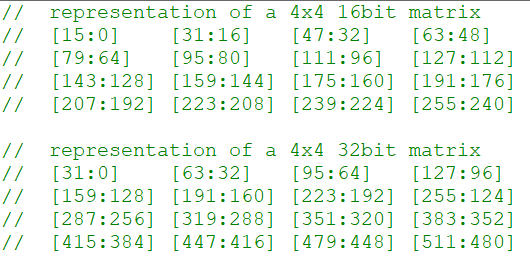 //  representation of a 4x4 16bit matrix
//  [15:0]    [31:16]   [47:32]   [63:48]
//  [79:64]   [95:80]   [111:96]  [127:112]
//  [143:128] [159:144] [175:160] [191:176]
//  [207:192] [223:208] [239:224] [255:240]

//  representation of a 4x4 32bit matrix
//  [31:0]    [63:32]   [95:64]   [127:96]
//  [159:128] [191:160] [223:192] [255:124]
//  [287:256] [319:288] [351:320] [383:352]
//  [415:384] [447:416] [479:448] [511:480]